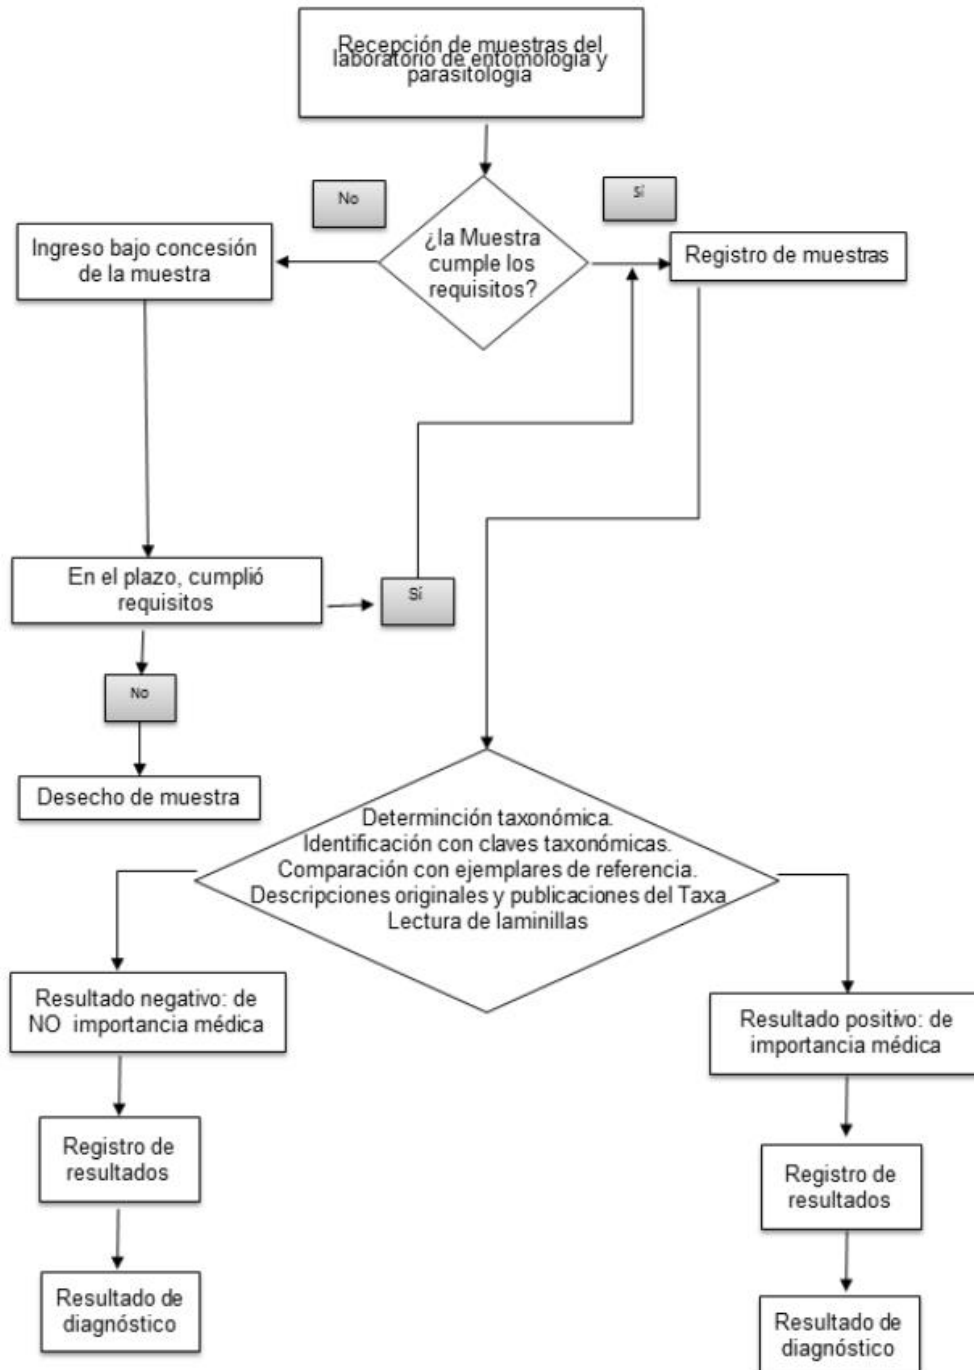 Recepción de muestras del
laboratorio de entomología y
parasitología
No
Sí
¿la Muestra
cumple los
requisitos?
Ingreso bajo concesión
de la muestra
Registro de muestras
En el plazo, cumplió
requisitos
Sí
No
Desecho de muestra
Determinción taxonómica.
Identificación con claves taxonómicas.
Comparación con ejemplares de referencia.
Descripciones originales y publicaciones del Taxa
Lectura de laminillas
Resultado negativo: de
NO importancia médica
Resultado positivo: de
importancia médica
Registro de
resultados
Registro de
resultados
Resultado de
diagnóstico
Resultado de
diagnóstico